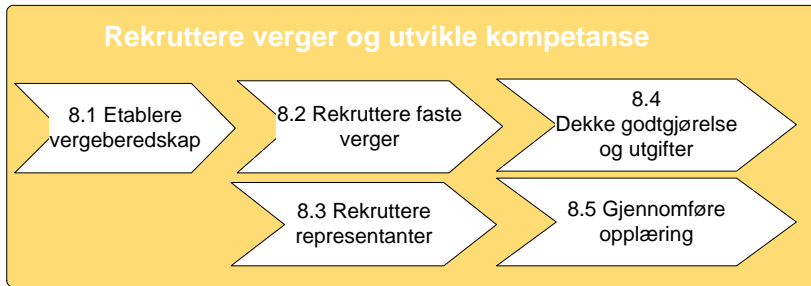 Rekruttere verger og utvikle kompetanse
8.1 Etablere
vergeberedskap
8.2 Rekruttere faste
verger
8.4
Dekke godtgjørelse
og utgifter
8.3 Rekruttere
representanter
8.5 Gjennomføre
opplæring